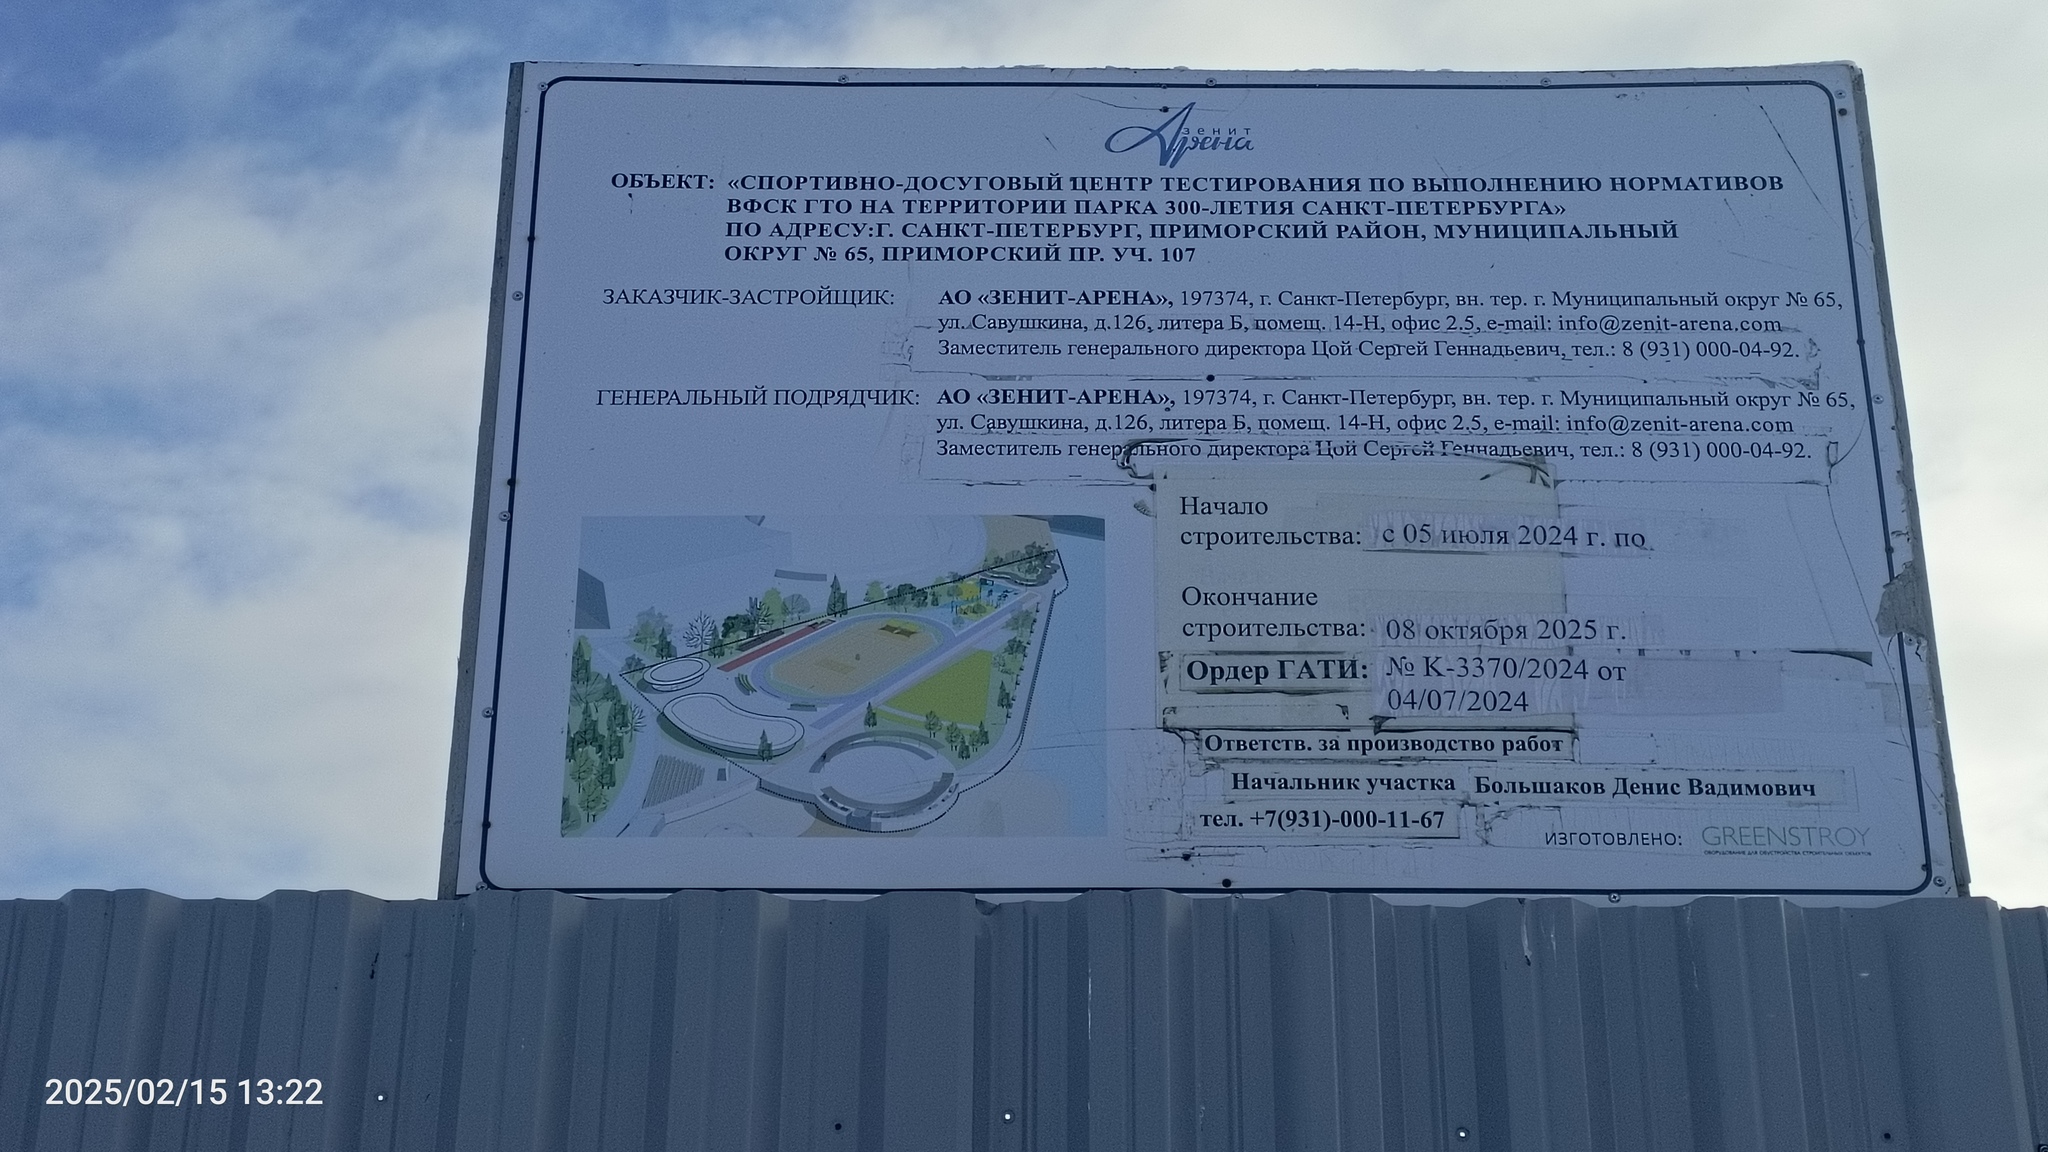 зенит
Арена
ОБЪЕКТ: «СПОРТИВНО-ДОСУГОВЫЙ ЦЕНТР ТЕСТИРОВАНИЯ ПО ВЫПОЛНЕНИЮ НОРМАТИВОВ
ВФСК ГТО НА ТЕРРИТОРИИ ПАРКА 300-ЛЕТИЯ САНКТ-ПЕТЕРБУРГА»
ПО АДРЕСУ:Г. САНКТ-ПЕТЕРБУРГ, ПРИМОРСКИЙ РАЙОН, МУНИЦИПАЛЬНЫЙ
ОКРУГ № 65, ПРИМОРСКИЙ ПР. УЧ. 107
ЗАКАЗЧИК-ЗАСТРОЙЩИК: АО «ЗЕНИТ-АРЕНА», 197374, г. Санкт-Петербург, вн. тер. г. Муниципальный округ № 65,
ул. Савушкина, д.126, литера Б, помещ. 14-Н, офис 2.5, e-mail: info@zenit-arena.com
Заместитель генерального директора Цой Сергей Геннадьевич, тел.: 8 (931) 000-04-92.
ГЕНЕРАЛЬНЫЙ ПОДРЯДЧИК: АО «ЗЕНИТ-АРЕНА», 197374, г. Санкт-Петербург, вн. тер. г. Муниципальный округ № 65,
ул. Савушкина, д.126, литера Б, помещ. 14-Н, офис 2.5, e-mail: info@zenit-arena.com
Заместитель генерального директора Цой Сергей Геннадьевич, тел.: 8 (931) 000-04-92.
Начало
строительства: с 05 июля 2024 г. по
Окончание
строительства: 08 октября 2025 г.
Ордер ГАТИ: № К-3370/2024 от
04/07/2024
Ответств. за производство работ
Начальник участка Большаков Денис Вадимович
тел. +7(931)-000-11-67
ИЗГОТОВЛЕНО: GREENSTROY
ОБОРУДОВАНИЕ ДЛЯ ОБУСТРОЙСТВА СТРОИТЕЛЬНЫХ ОБЪЕКТОВ
2025/02/15 13:22